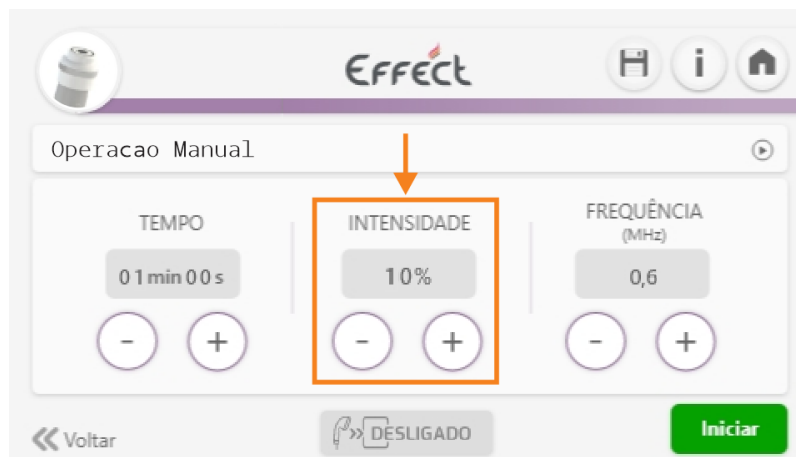 Effect
i
Operacao Manual
TEMPO
01min00s
- +
INTENSIDADE
10%
- +
FREQUÊNCIA
(MHz)
0,6
- +
Voltar
DESLIGADO
Iniciar